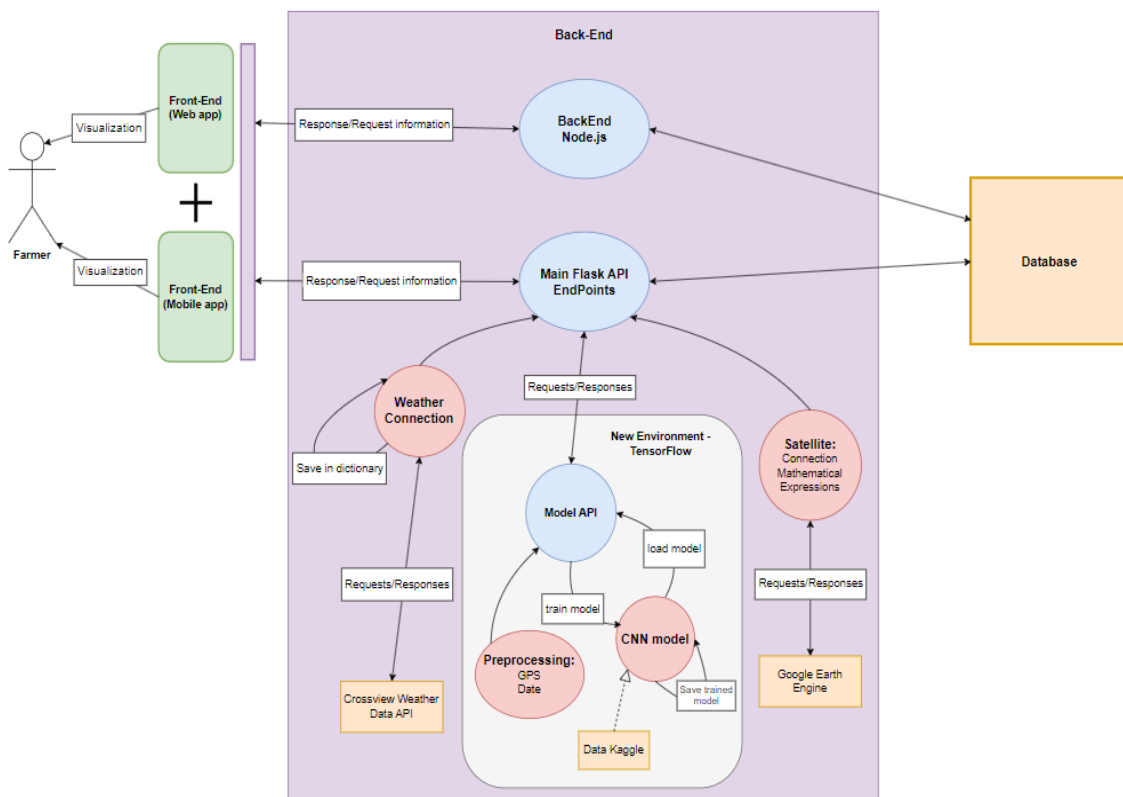 Back-End
Front-End
(Web app)
Visualization
Response/Request information
BackEnd
Node.js
Farmer
Visualization
Front-End
(Mobile app)
Response/Request information
Main Flask API
EndPoints
Database
Weather
Connection
Save in dictionary
Requests/Responses
New Environment -
TensorFlow
Satellite:
Connection
Mathematical
Expressions
Model API
load model
Requests/Responses
train model
Requests/Responses
CNN model
Preprocessing:
GPS
Date
Save trained
model
Crossview Weather
Data API
Data Kaggle
Google Earth
Engine